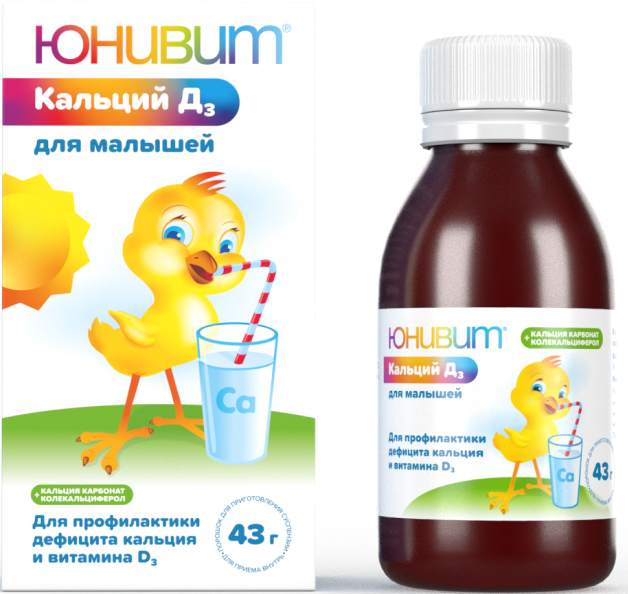 ЮНИВИТ®
Кальций Д₃
для малышей
Ca
+ КАЛЬЦИЯ КАРБОНАТ
КОЛЕКАЛЬЦИФЕРОЛ
Для профилактики
дефицита кальция
и витамина D₃
ПОРОШОК ДЛЯ ПРИГОТОВЛЕНИЯ СУСПЕНЗИИ
ДЛЯ ПРИЕМА ВНУТРЬ
43 г
ЮНИВИТ®
+ КАЛЬЦИЯ КАРБОНАТ
КОЛЕКАЛЬЦИФЕРОЛ
Кальций Д₃
для малышей
Для профилактики
дефицита кальция
и витамина D₃
Ca
43 г